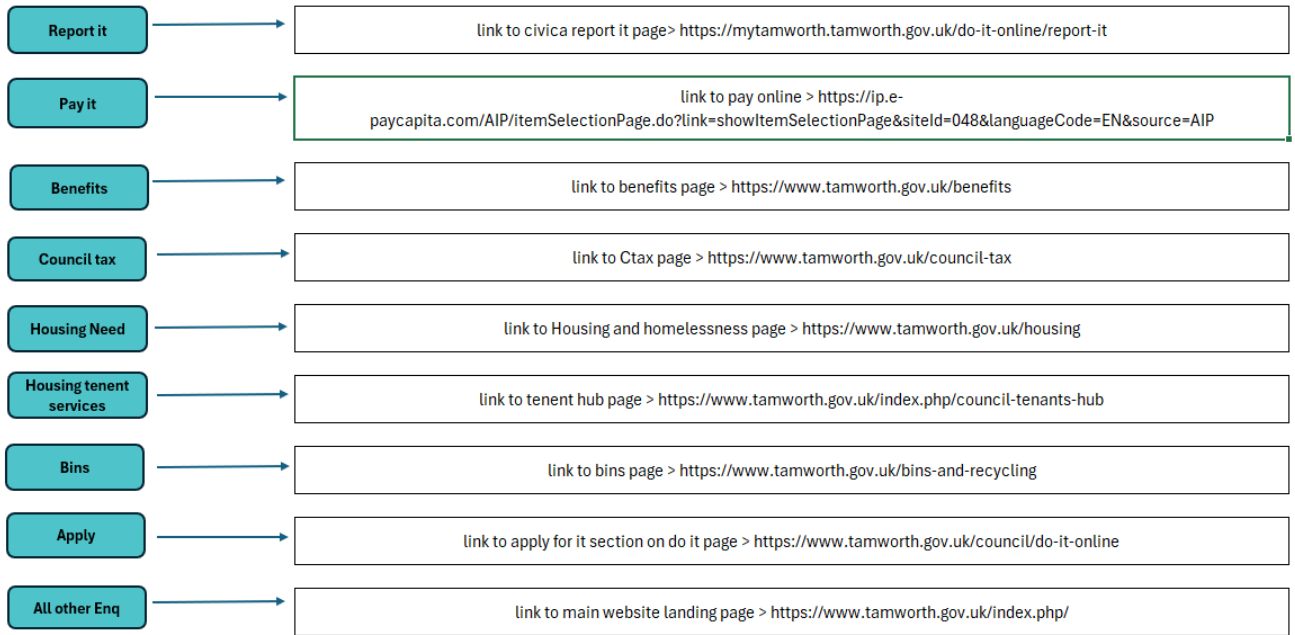 Report it
link to civica report it page> https://mytamworth.tamworth.gov.uk/do-it-online/report-it
Pay it
link to pay online > https://ip.e-
paycapita.com/AIP/itemSelectionPage.do?link=showItemSelectionPage&siteId=048&languageCode=EN&source=AIP
Benefits
link to benefits page > https://www.tamworth.gov.uk/benefits
Council tax
link to Ctax page > https://www.tamworth.gov.uk/council-tax
Housing Need
link to Housing and homelessness page > https://www.tamworth.gov.uk/housing
Housing tenent
services
link to tenent hub page > https://www.tamworth.gov.uk/index.php/council-tenants-hub
Bins
link to bins page > https://www.tamworth.gov.uk/bins-and-recycling
Apply
link to apply for it section on do it page > https://www.tamworth.gov.uk/council/do-it-online
All other Enq
link to main website landing page > https://www.tamworth.gov.uk/index.php/